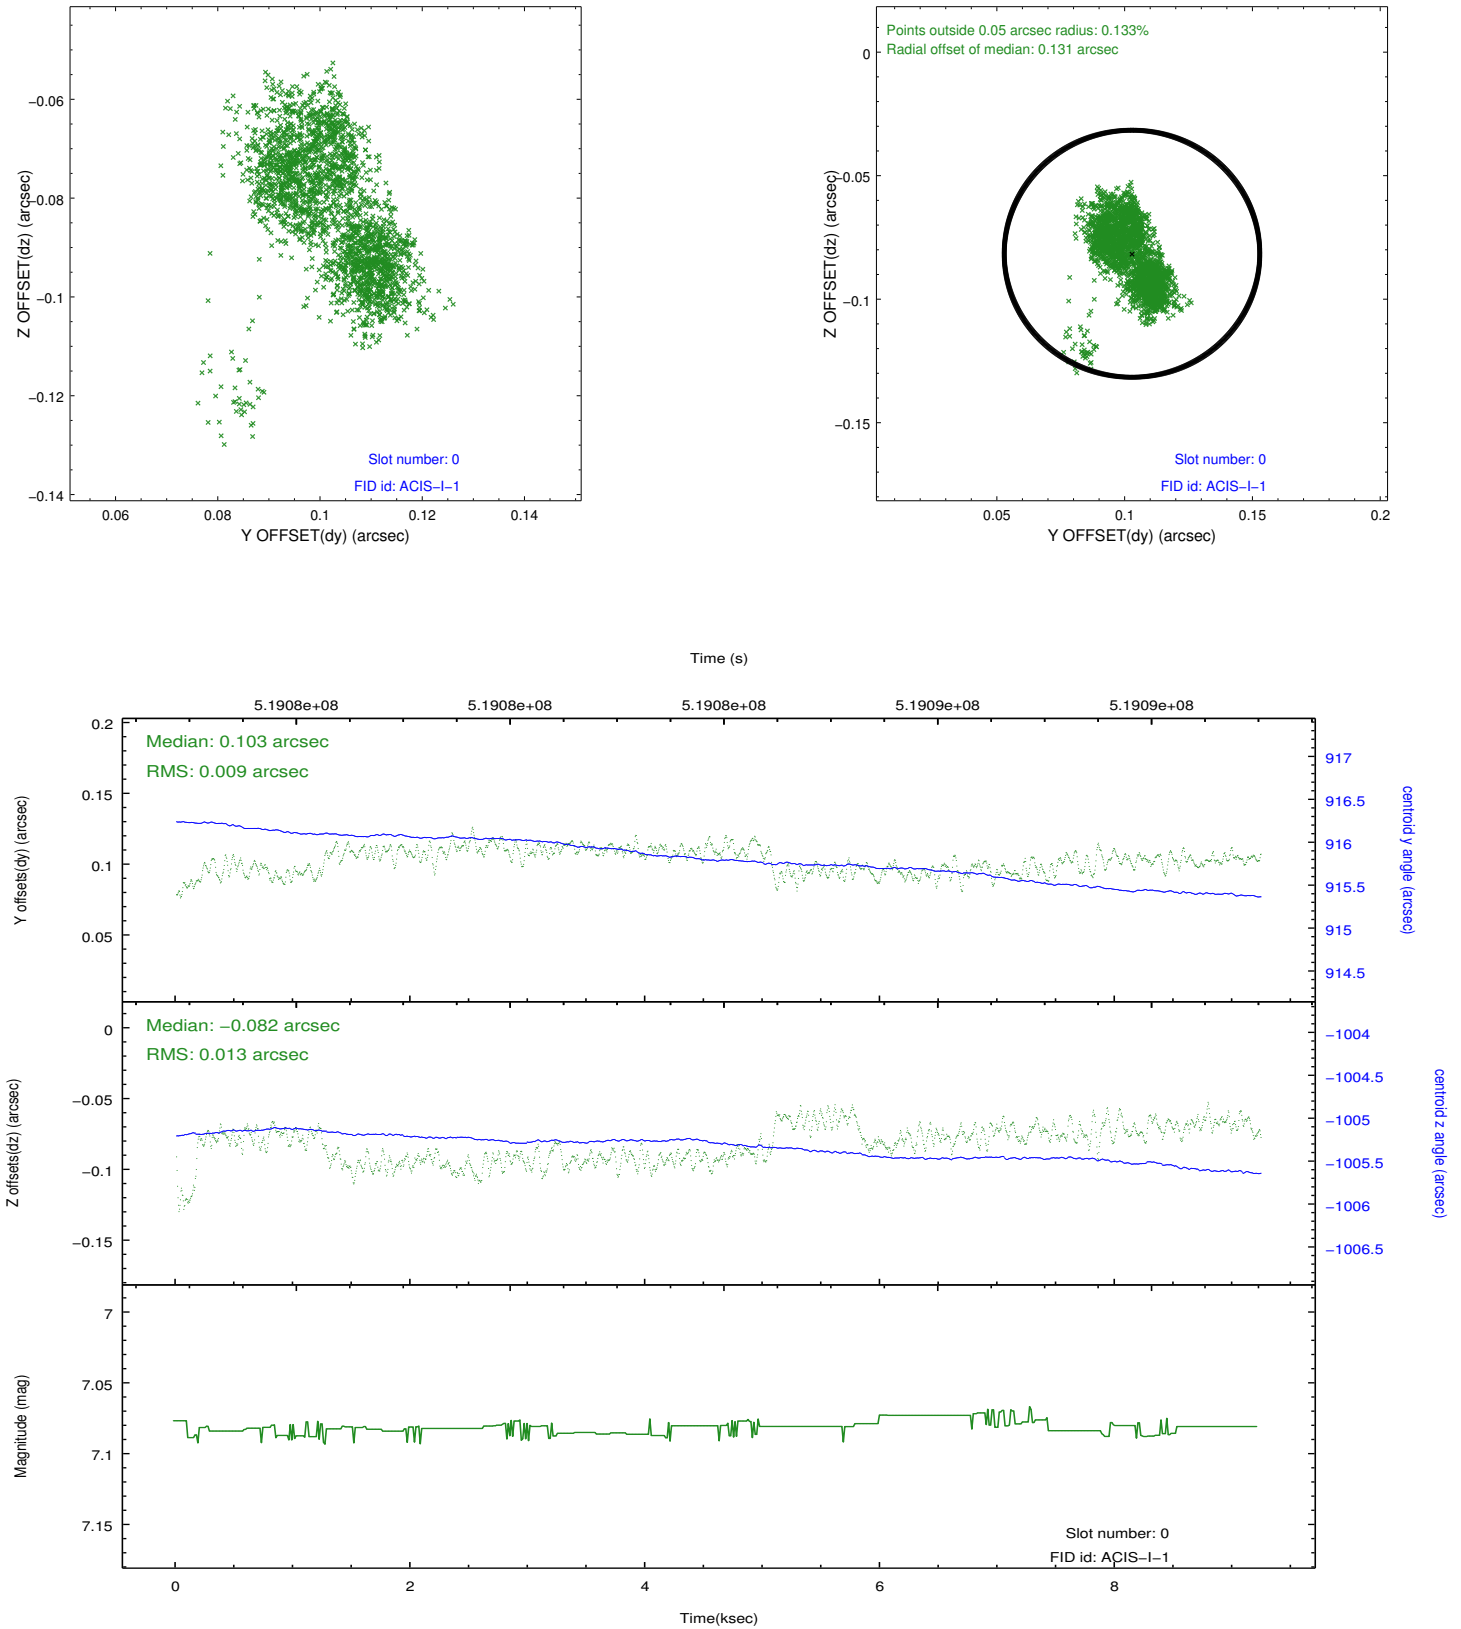 −0.06
−0.08
−0.1
−0.12
−0.14
Z OFFSET(dz) (arcsec)
0.06 0.08 0.1 0.12 0.14
Y OFFSET(dy) (arcsec)
Slot number: 0
FID id: ACIS−I−1
Points outside 0.05 arcsec radius: 0.133%
Radial offset of median: 0.131 arcsec
0
−0.05
−0.1
−0.15
Z OFFSET(dz) (arcsec)
Slot number: 0
FID id: ACIS−I−1
0.05 0.1 0.15 0.2
Y OFFSET(dy) (arcsec)
Time (s)
5.1908e+08 5.1908e+08 5.1908e+08 5.1909e+08 5.1909e+08
Median: 0.103 arcsec
RMS: 0.009 arcsec
0.2
0.15
0.1
0.05
Y offsets(dy) (arcsec)
917
916.5
916
915.5
915
914.5
centroid y angle (arcsec)
Median: −0.082 arcsec
RMS: 0.013 arcsec
0
−0.05
−0.1
−0.15
Z offsets(dz) (arcsec)
−1004
−1004.5
−1005
−1005.5
−1006
−1006.5
centroid z angle (arcsec)
7
7.05
7.1
7.15
Magnitude (mag)
Slot number: 0
FID id: ACIS−I−1
0 2 4 6 8
Time(ksec)